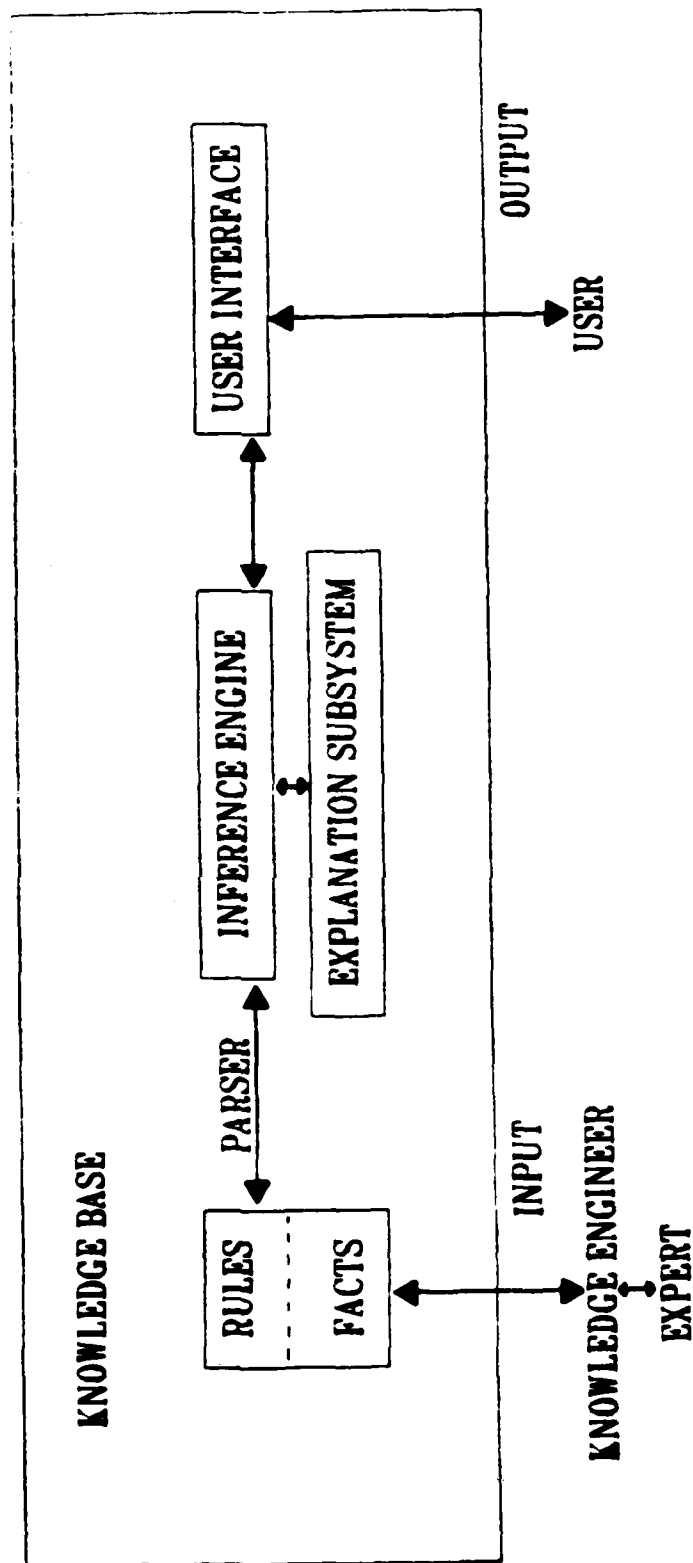 KNOWLEDGE BASE
RULES
FACTS
PARSER
INFERENCE ENGINE
EXPLANATION SUBSYSTEM
USER INTERFACE
INPUT
OUTPUT
KNOWLEDGE ENGINEER
EXPERT
USER